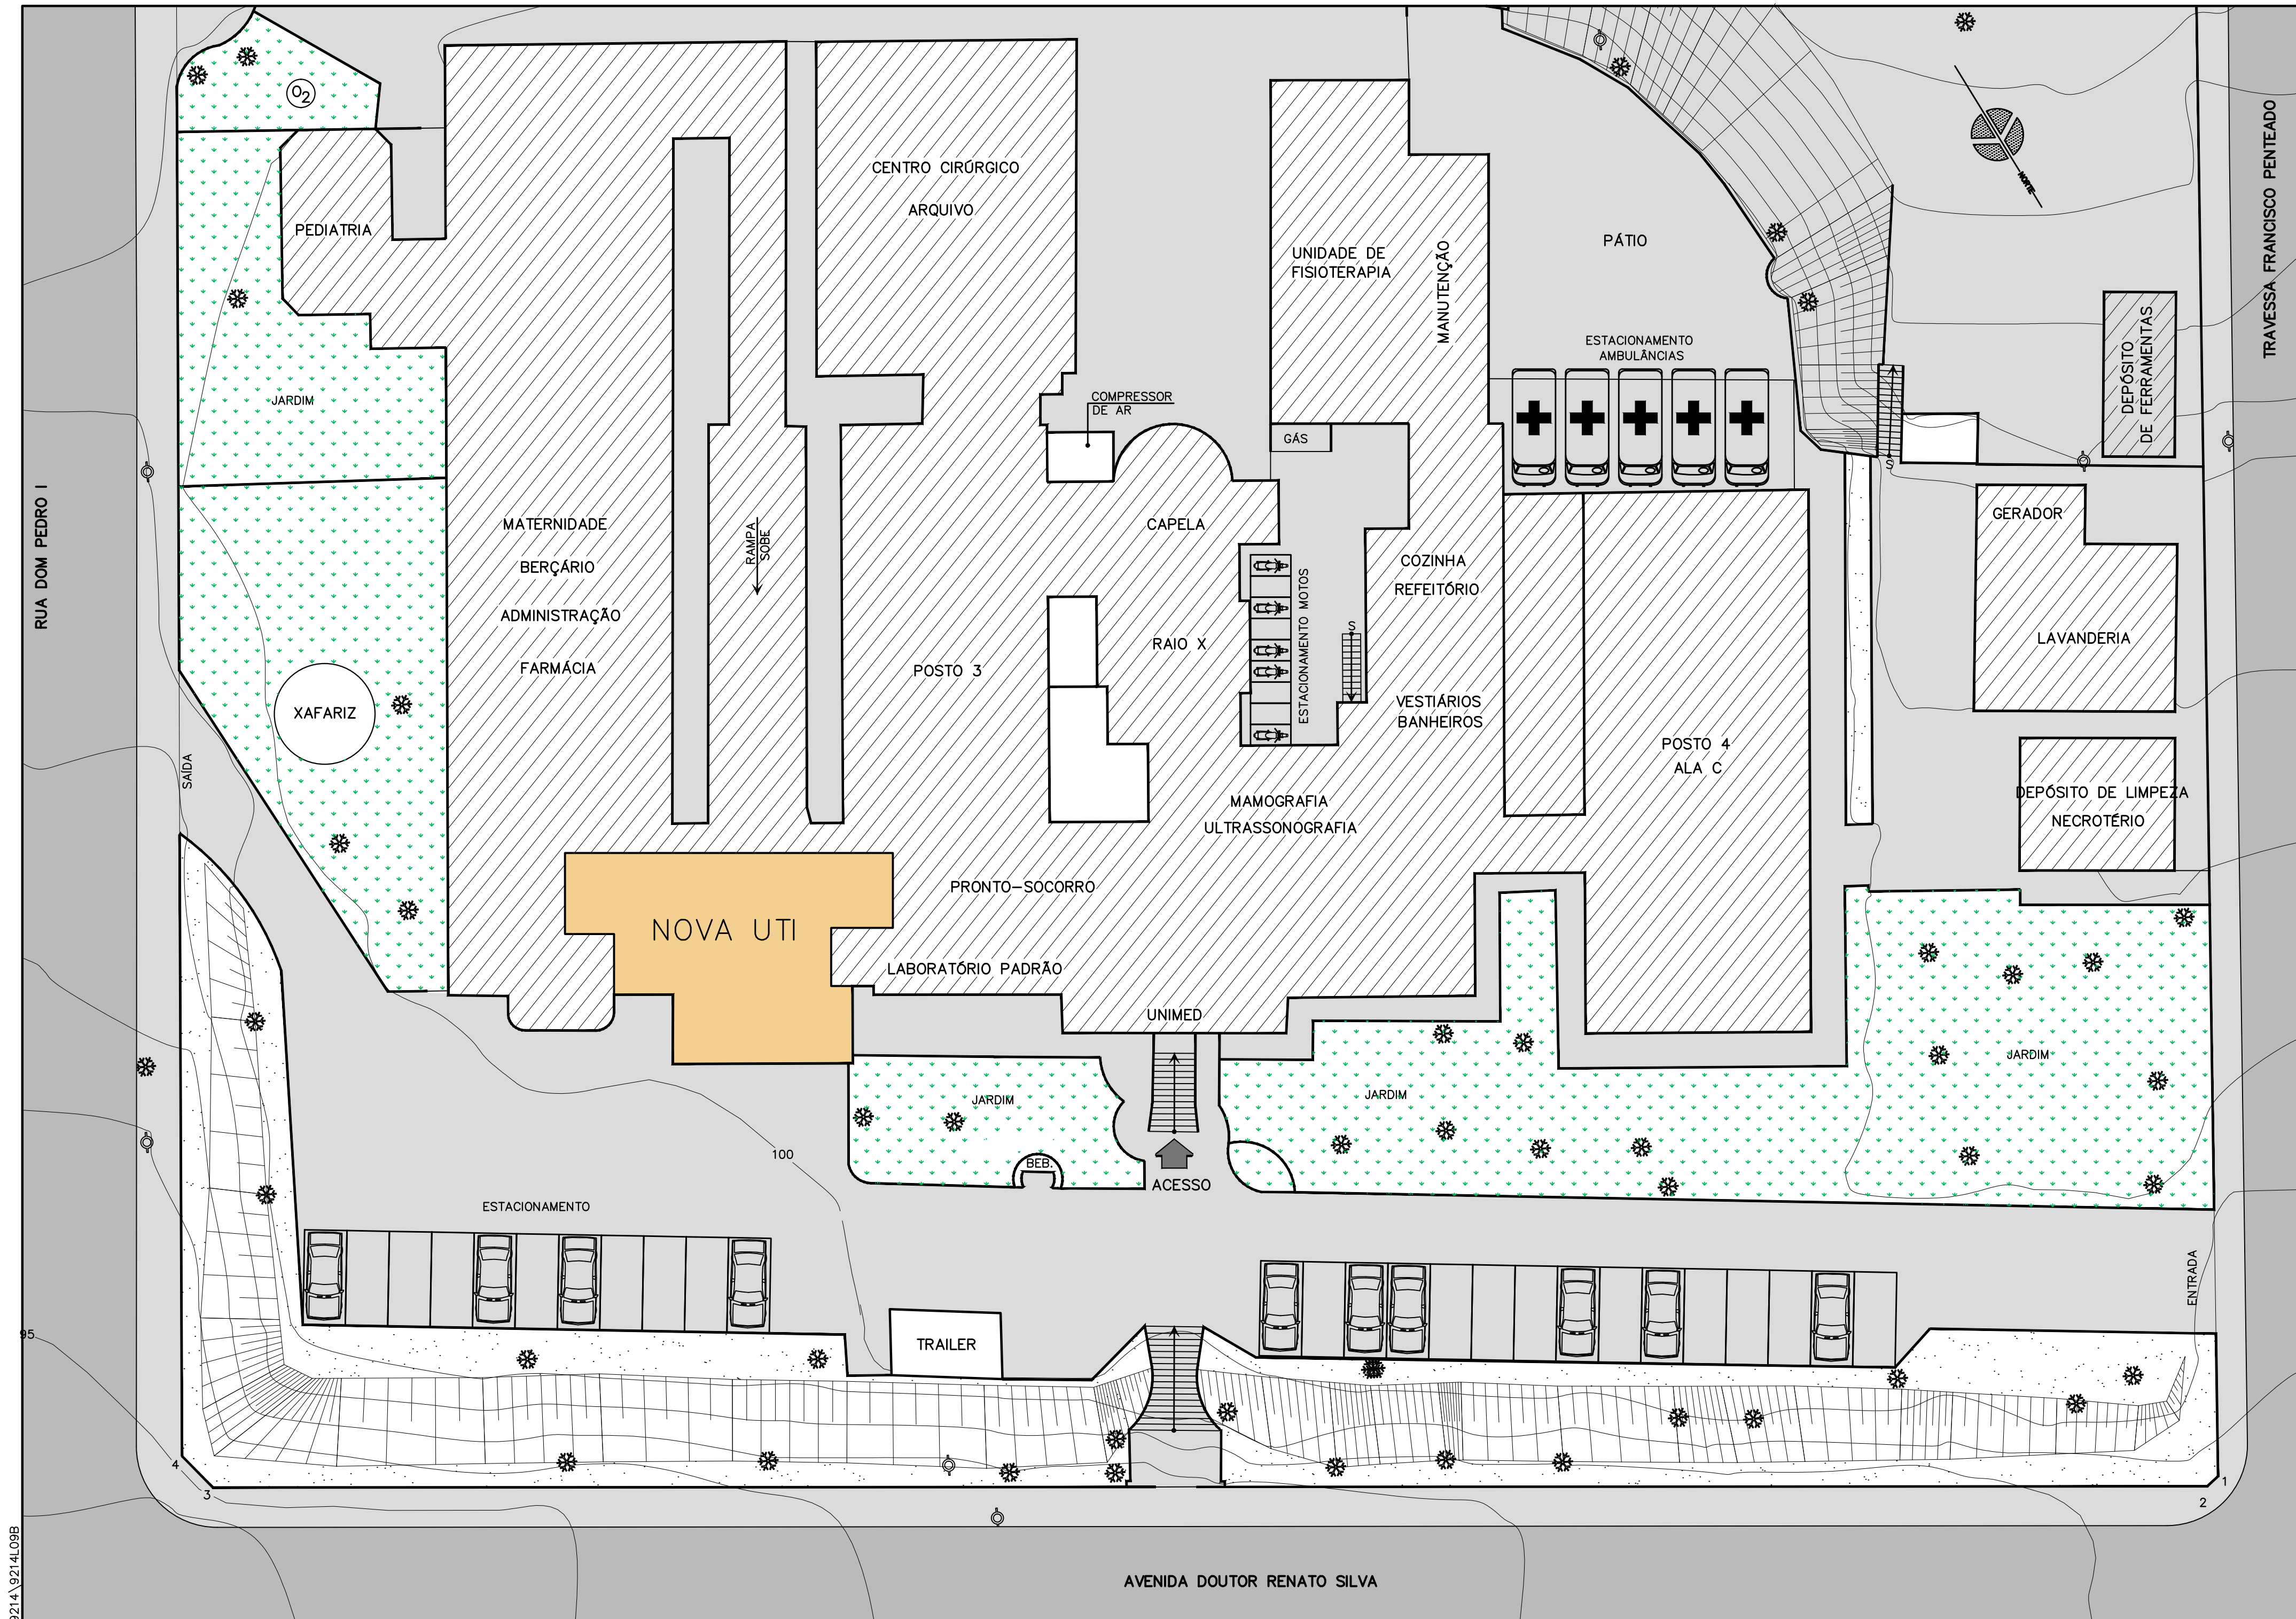 O2
PEDIATRIA
JARDIM
MATERNIDADE
BERÇÁRIO
ADMINISTRAÇÃO
FARMÁCIA
XAFARIZ
SAÍDA
RUA DOM PEDRO I
RAMPA
SOBE
CENTRO CIRÚRGICO
ARQUIVO
COMPRESSOR
DE AR
CAPELA
RAIO X
POSTO 3
UNIDADE DE
FISIOTERAPIA
MANUTENÇÃO
GÁS
ESTACIONAMENTO MOTOS
S
PÁTIO
ESTACIONAMENTO
AMBULÂNCIAS
COZINHA
REFEITÓRIO
VESTIÁRIOS
BANHEIROS
POSTO 4
ALA C
MAMOGRAFIA
ULTRASSONOGRAFIA
NORTE
TRAVESSA FRANCISCO PENTEADO
DEPÓSITO
DE FERRAMENTAS
S
GERADOR
LAVANDERIA
DEPÓSITO DE LIMPEZA
NECROTÉRIO
NOVA UTI
PRONTO-SOCORRO
LABORATÓRIO PADRÃO
UNIMED
JARDIM
BEB.
ACESSO
JARDIM
JARDIM
100
ESTACIONAMENTO
TRAILER
ENTRADA
95
4
3
1
2
AVENIDA DOUTOR RENATO SILVA
9214\9214L09B